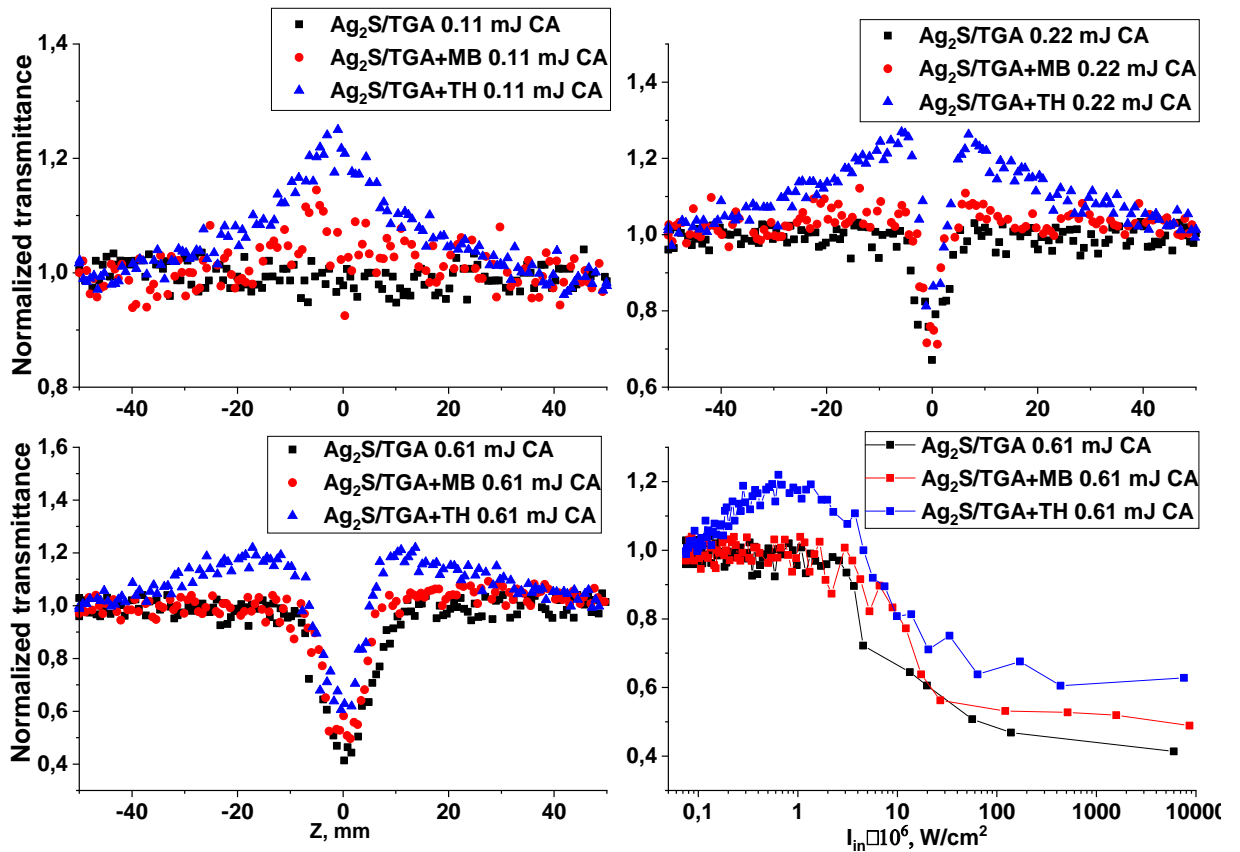 Ag₂S/TGA 0.11 mJ CA
Ag₂S/TGA+MB 0.11 mJ CA
Ag₂S/TGA+TH 0.11 mJ CA
Normalized transmittance
1,4
1,2
1,0
0,8
-40 -20 0 20 40
Ag₂S/TGA 0.22 mJ CA
Ag₂S/TGA+MB 0.22 mJ CA
Ag₂S/TGA+TH 0.22 mJ CA
1,4
1,2
1,0
0,8
0,6
-40 -20 0 20 40
Ag₂S/TGA 0.61 mJ CA
Ag₂S/TGA+MB 0.61 mJ CA
Ag₂S/TGA+TH 0.61 mJ CA
Normalized transmittance
1,6
1,4
1,2
1,0
0,8
0,6
0,4
-40 -20 0 20 40
Z, mm
Ag₂S/TGA 0.61 mJ CA
Ag₂S/TGA+MB 0.61 mJ CA
Ag₂S/TGA+TH 0.61 mJ CA
1,2
1,0
0,8
0,6
0,4
0,1 1 10 100 1000 10000
Iᵢₙ□10⁶, W/cm²